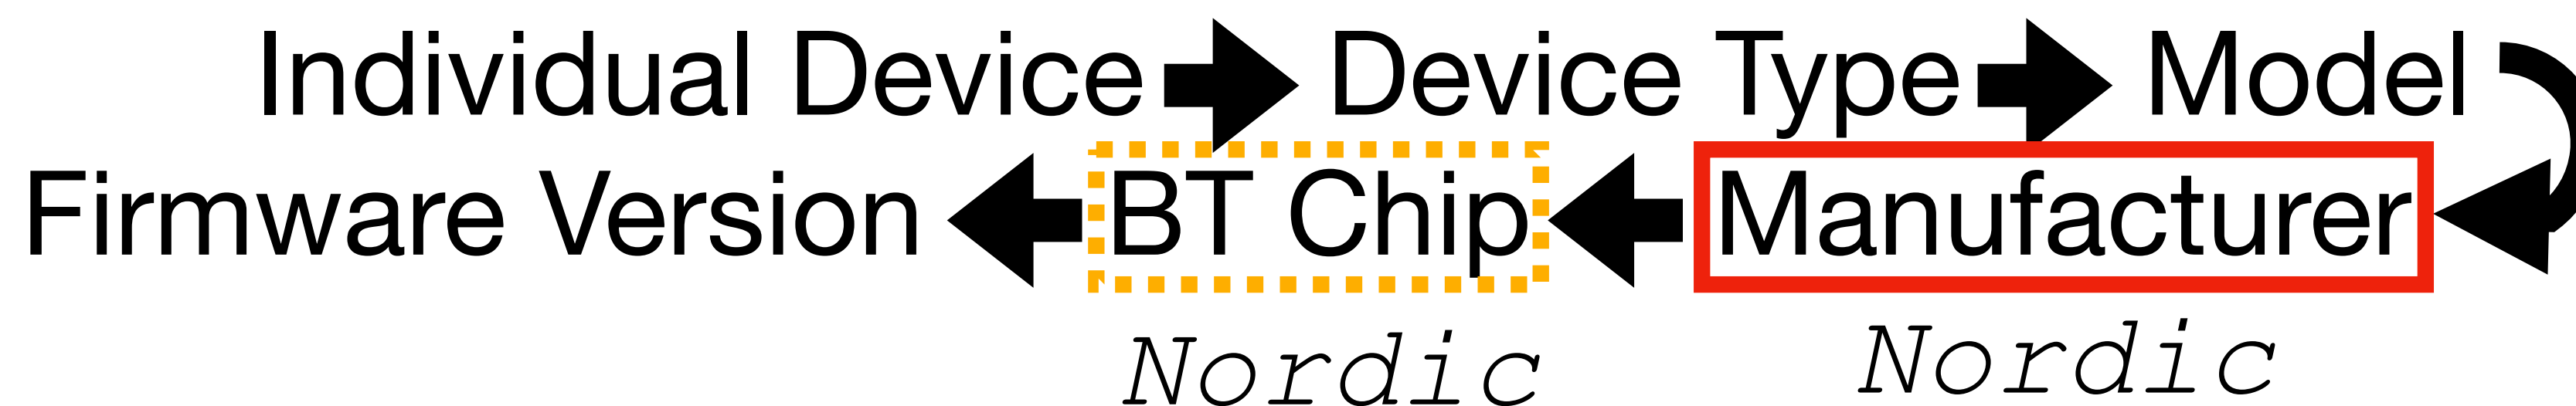 Individual Device Device Type Model
Firmware Version BT Chip Manufacturer
Nordic Nordic